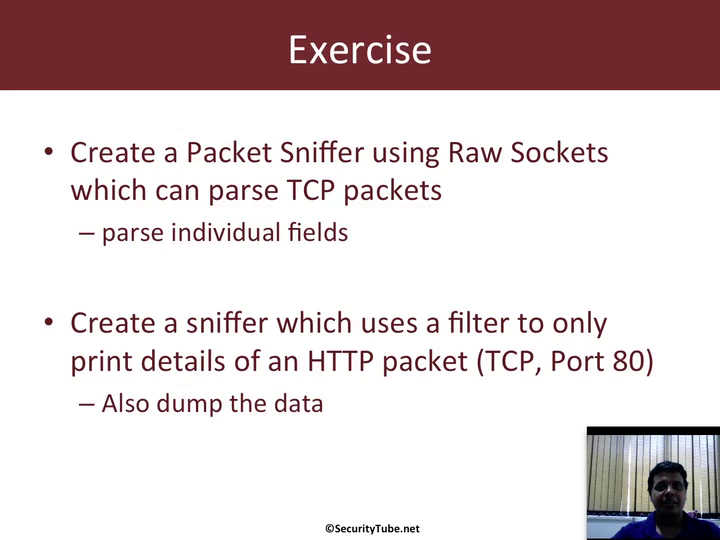 Exercise
• Create a Packet Sniffer using Raw Sockets
which can parse TCP packets
– parse individual fields
• Create a sniffer which uses a filter to only
print details of an HTTP packet (TCP, Port 80)
– Also dump the data
©SecurityTube.net